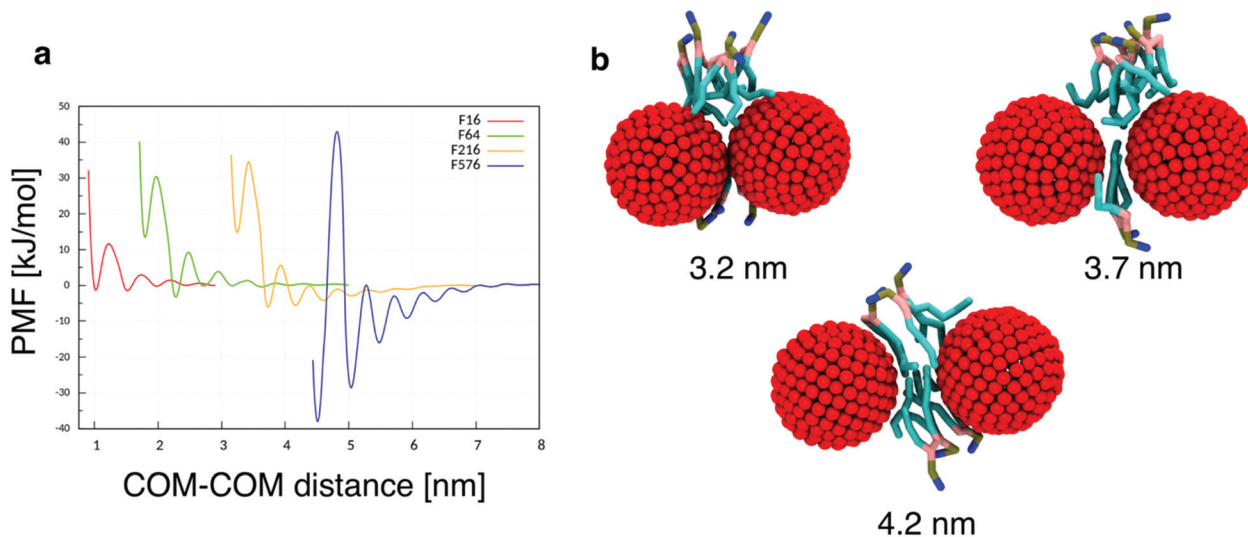 a
50
40
30
20
10
0
-10
-20
-30
-40
PMF [kJ/mol]
F16
F64
F216
F576
1 2 3 4 5 6 7 8
COM-COM distance [nm]
b
3.2 nm
3.7 nm
4.2 nm